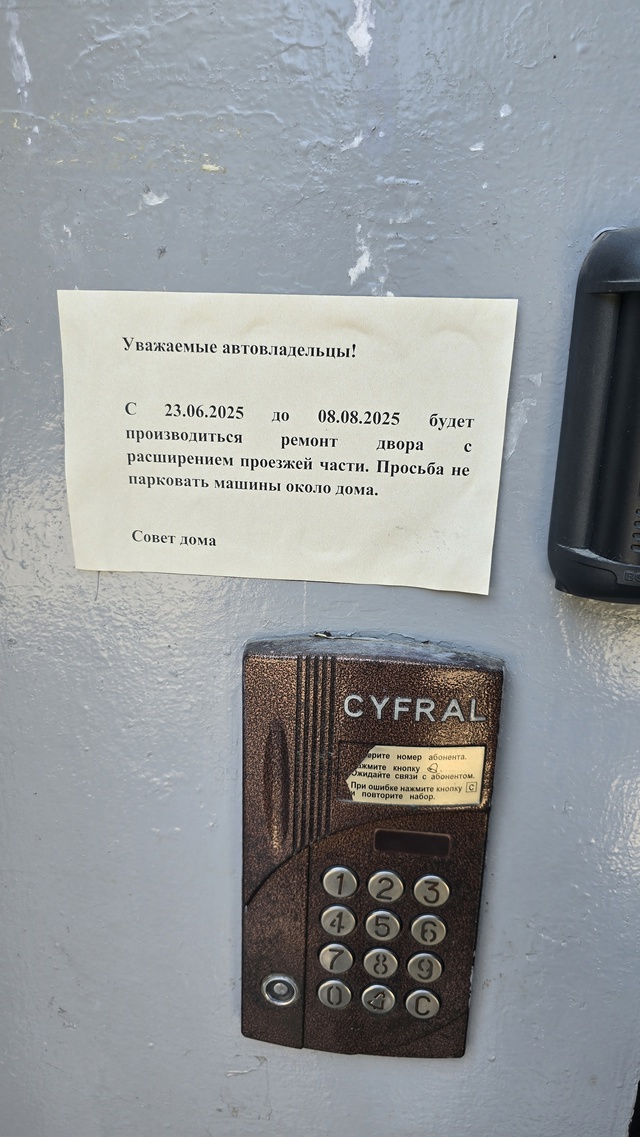 Уважаемые автовладельцы!
С 23.06.2025 до 08.08.2025 будет
производиться ремонт двора с
расширением проезжей части. Просьба не
парковать машины около дома.
Совет дома
CYFRAL
номер абонента.
кнопку
Ожидайте связи с абонентом.
При ошибке нажмите кнопку C
и повторите набор.
1 2 3
4 5 6
7 8 9
0 C